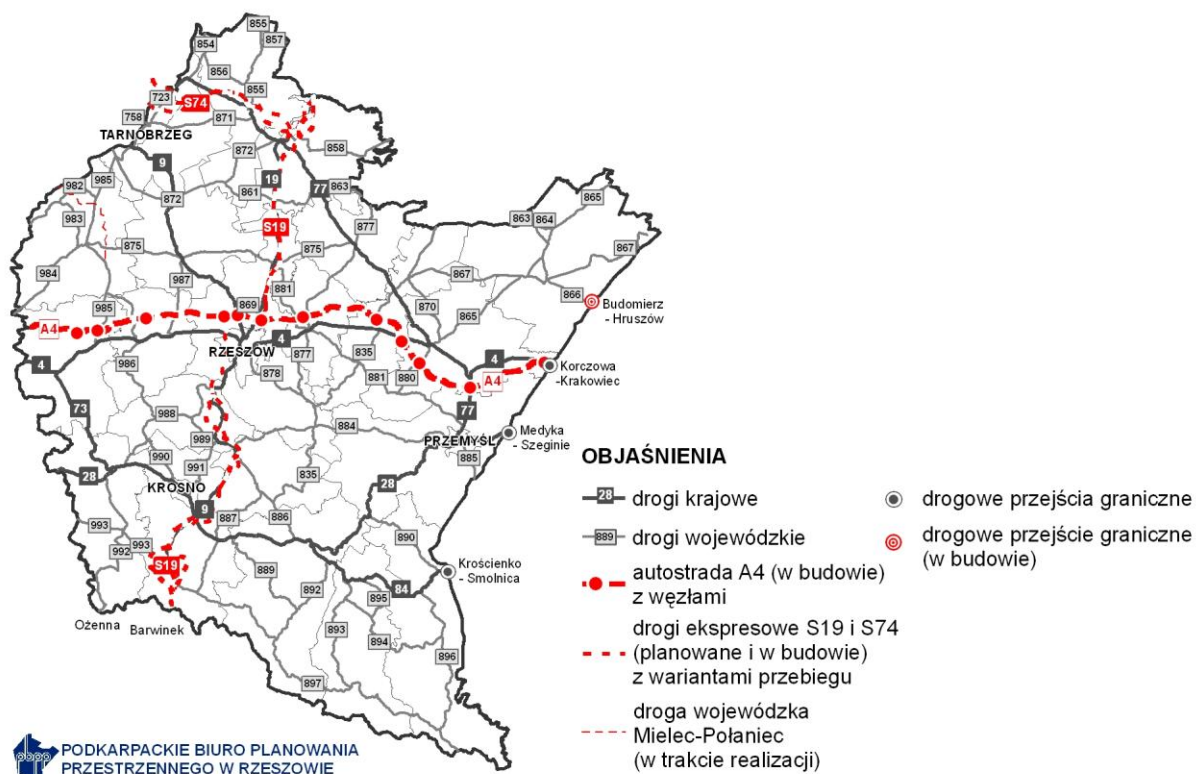 855
854
857
856
855
723
S74
758
871
TARNOBRZEG
872
858
9
982
985
19
77
863
872
861
865
983
S19
877
863
864
875
875
867
984
987
867
881
866
Budomierz
- Hruszów
985
869
870
865
A4
RZESZÓW
4
877
835
4
Korczowa
-Krakowiec
4
986
878
881
880
A4
73
77
988
884
Medyka
- Szeginie
989
PRZEMYŚL
990
991
885
28
835
28
KROSNO
9
887
886
993
890
992
993
S19
889
Krościenko
- Smolnica
892
84
895
Ożenna
Barwinek
893
894
896
897
OBJAŚNIENIA
28 drogi krajowe
889 drogi wojewódzkie
autostrada A4 (w budowie)
z węzłami
drogi ekspresowe S19 i S74
(planowane i w budowie)
z wariantami przebiegu
droga wojewódzka
Mielec-Połaniec
(w trakcie realizacji)
drogowe przejścia graniczne
drogowe przejście graniczne
(w budowie)
pbpp
PODKARPACKIE BIURO PLANOWANIA
PRZESTRZENNEGO W RZESZOWIE